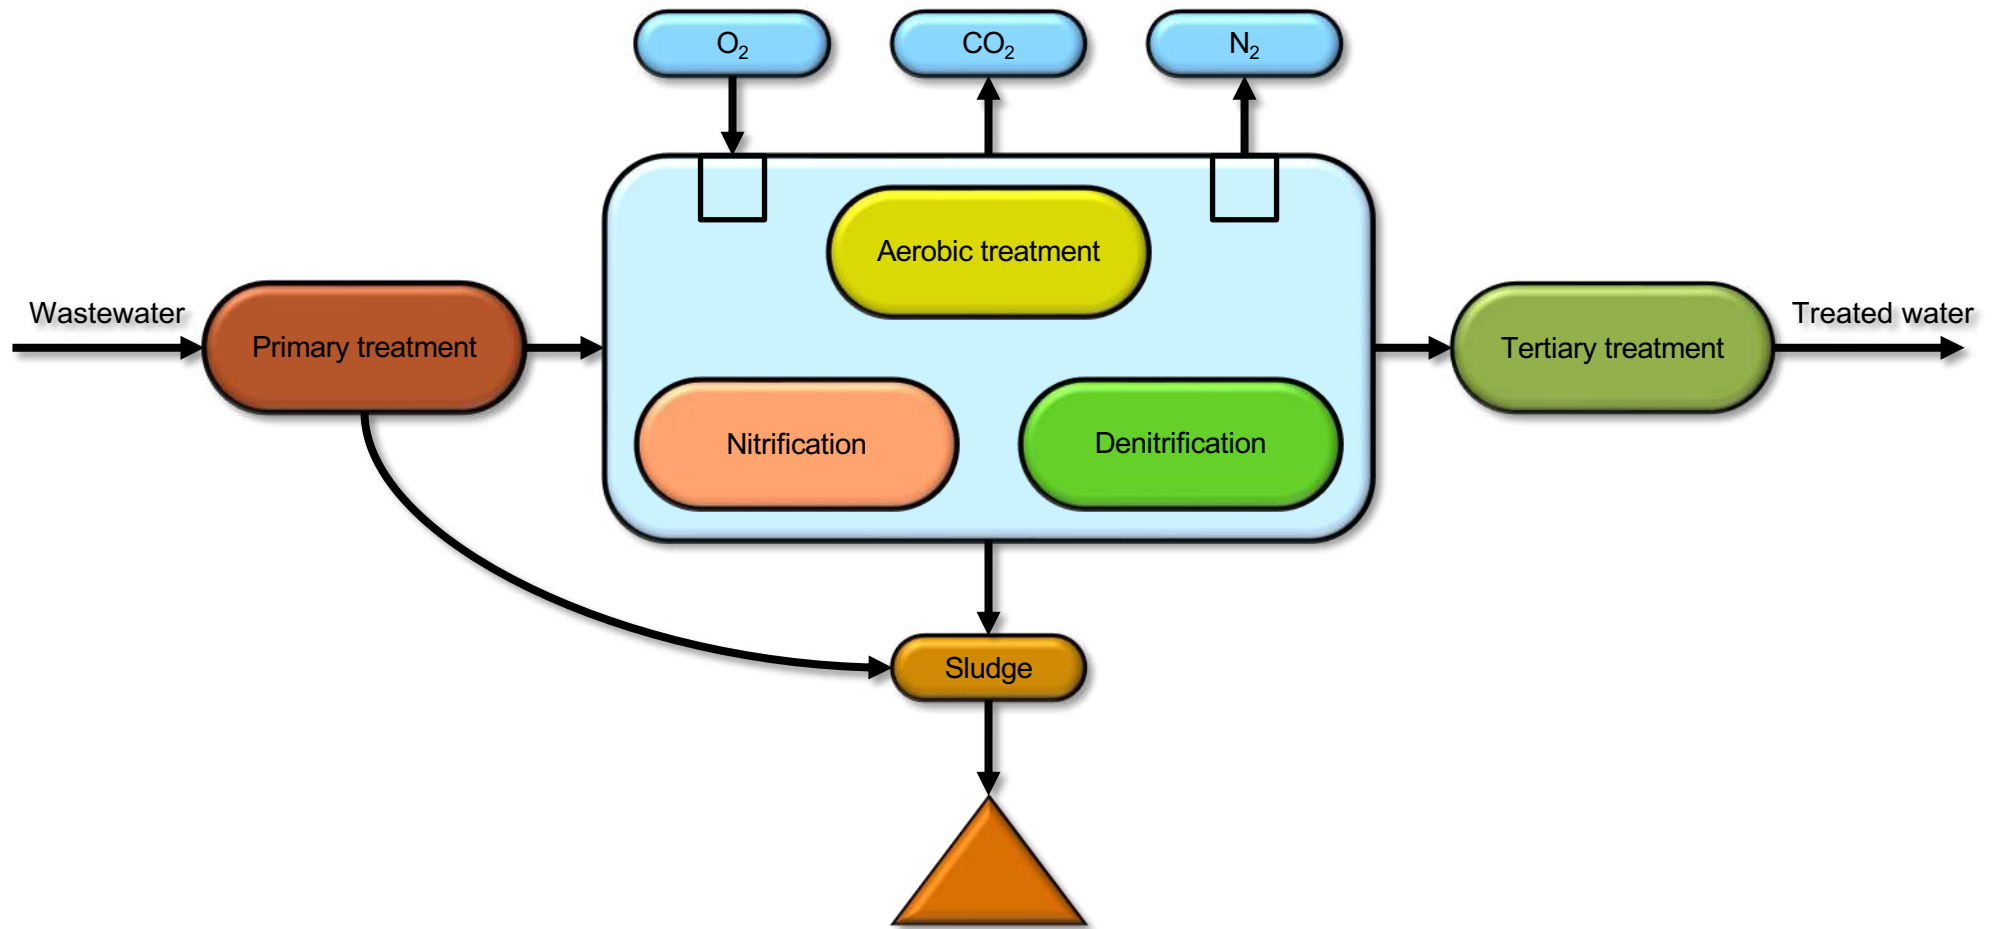 O₂
CO₂
N₂
Aerobic treatment
Wastewater
Primary treatment
Tertiary treatment
Treated water
Nitrification
Denitrification
Sludge